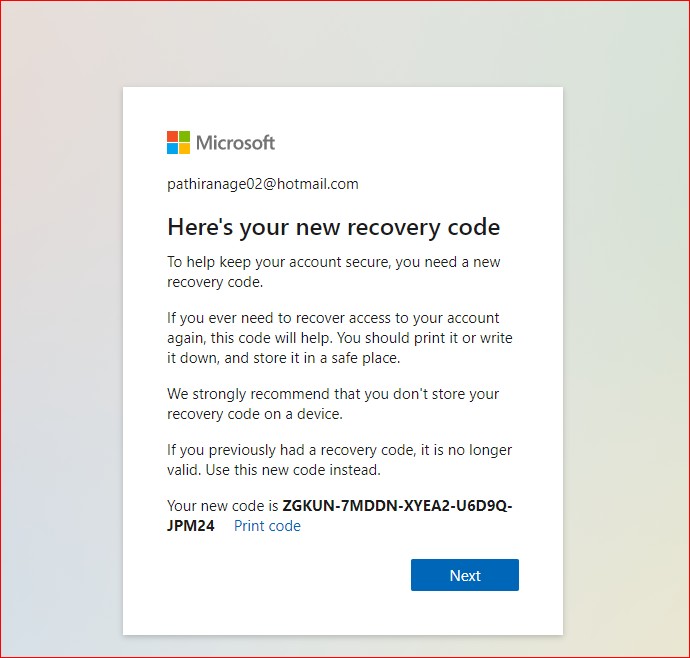 Microsoft
pathiranage02@hotmail.com
Here's your new recovery code
To help keep your account secure, you need a new
recovery code.
If you ever need to recover access to your account
again, this code will help. You should print it or write
it down, and store it in a safe place.
We strongly recommend that you don't store your
recovery code on a device.
If you previously had a recovery code, it is no longer
valid. Use this new code instead.
Your new code is ZGKUN-7MDDN-XYEA2-U6D9Q-
JPM24 Print code
Next